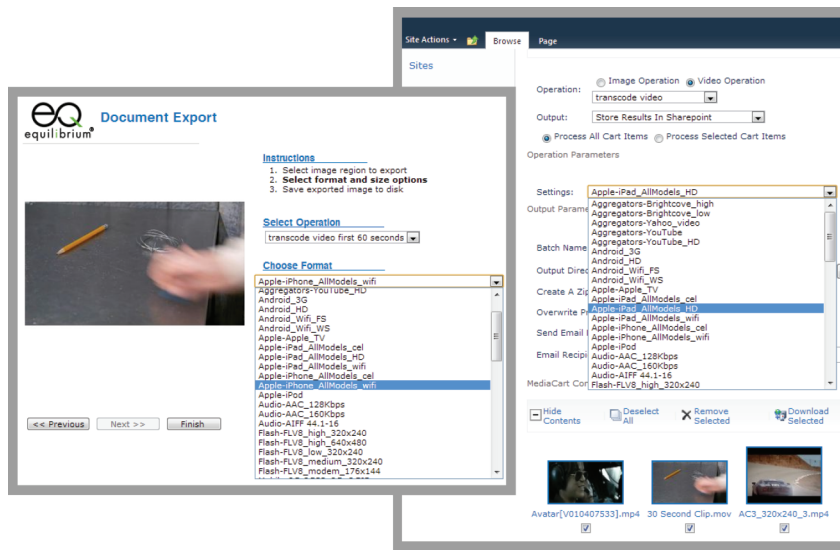 Site Actions
Browse
Page
Sites
Operation:
Image Operation
Video Operation
transcode video
Output:
Store Results In Sharepoint
Process All Cart Items
Process Selected Cart Items
Operation Parameters
Settings:
Apple-iPad_AllModels_HD
Output Parame
Aggregators-Brightcove_high
Aggregators-Brightcove_low
Aggregators-Yahoo_video
Aggregators-YouTube
Aggregators-YouTube_HD
Android_3G
Android_HD
Android_Wifi_FS
Android_Wifi_WS
Apple-Apple_TV
Apple-iPad_AllModels_cel
Apple-iPad_AllModels_HD
Apple-iPad_AllModels_wifi
Apple-iPhone_AllModels_cel
Apple-iPhone_AllModels_wifi
Apple-iPod
Audio-AAC_128Kbps
Audio-AAC_160Kbps
Audio-AIFF 44.1-16
Flash-FLV8_high_320x240
Batch Name
Output Direc
Create A Zip
Overwrite Pr
Send Email
Email Recipi
MediaCart Con
Hide Contents
Deselect All
Remove Selected
Download Selected
Avatar[V010407533].mp4
30 Second Clip.mov
AC3_320x240_3.mp4
eQ
equilibrium®
Document Export
Instructions
1. Select image region to export
2. Select format and size options
3. Save exported image to disk
Select Operation
transcode video first 60 seconds
Choose Format
Apple-iPhone_AllModels_wifi
Aggregators-YouTube_HD
Android_3G
Android_HD
Android_Wifi_FS
Android_Wifi_WS
Apple-Apple_TV
Apple-iPad_AllModels_cel
Apple-iPad_AllModels_HD
Apple-iPad_AllModels_wifi
Apple-iPhone_AllModels_cel
Apple-iPhone_AllModels_wifi
Apple-iPod
Audio-AAC_128Kbps
Audio-AAC_160Kbps
Audio-AIFF 44.1-16
Flash-FLV8_high_320x240
Flash-FLV8_high_640x480
Flash-FLV8_low_320x240
Flash-FLV8_medium_320x240
Flash-FLV8_modem_176x144
<< Previous
Next >>
Finish